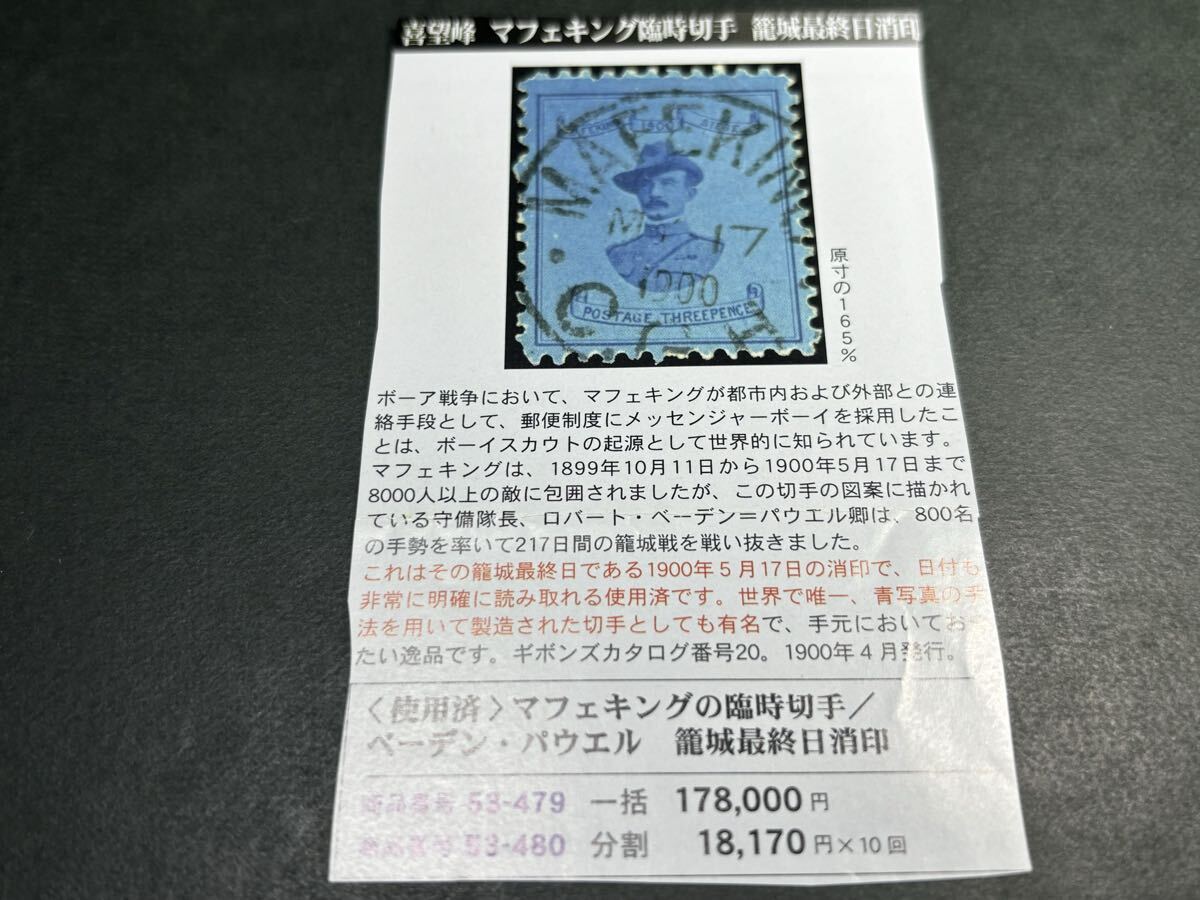 喜望峰 マフェキング臨時切手 籠城最終日消印
MAFEKING 1900 SIEGE
MAFEKING
MY 17
1900
C.G.H.
POSTAGE THREEPENCE
原寸の165%
ボーア戦争において、マフェキングが都市内および外部との連
絡手段として、郵便制度にメッセンジャーボーイを採用したこ
とは、ボーイスカウトの起源として世界的に知られています。
マフェキングは、1899年10月11日から1900年5月17日まで
8000人以上の敵に包囲されましたが、この切手の図案に描かれ
ている守備隊長、ロバート・ベーデン=パウエル卿は、800名
の手勢を率いて217日間の籠城戦を戦い抜きました。
これはその籠城最終日である1900年5月17日の消印で、日付も
非常に明確に読み取れる使用済です。世界で唯一、青写真の手
法を用いて製造された切手としても有名で、手元においておき
たい逸品です。ギボンズカタログ番号20。1900年4月発行。
〈使用済〉マフェキングの臨時切手/
ベーデン・パウエル 籠城最終日消印
商品番号 53-479 一括 178,000円
商品番号 53-480 分割 18,170円×10回